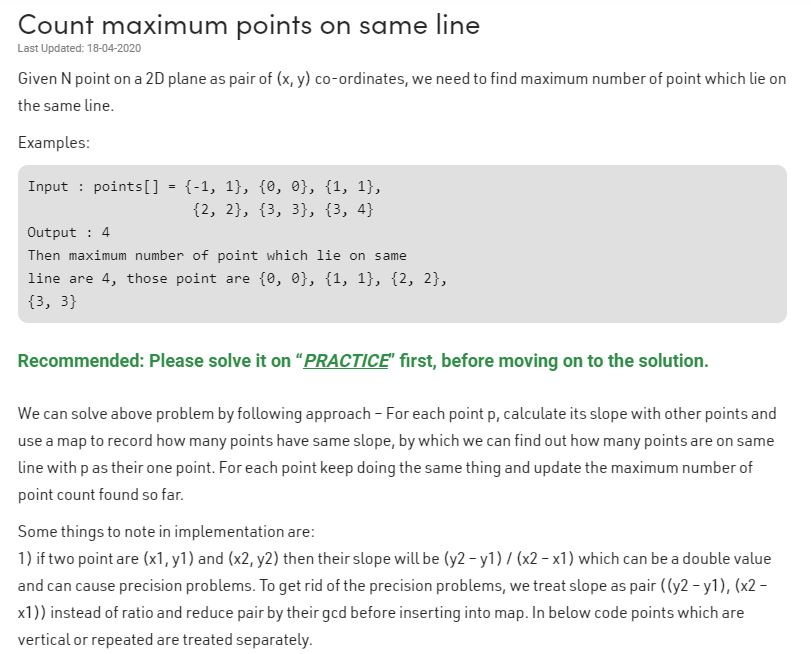 Count maximum points on same line
Last Updated: 18-04-2020
Given N point on a 2D plane as pair of (x, y) co-ordinates, we need to find maximum number of point which lie on
the same line.
Examples:
Input : points[] = {-1, 1}, {0, 0}, {1, 1},
{2, 2}, {3, 3}, {3, 4}
Output : 4
Then maximum number of point which lie on same
line are 4, those point are {0, 0}, {1, 1}, {2, 2},
{3, 3}
Recommended: Please solve it on “PRACTICE” first, before moving on to the solution.
We can solve above problem by following approach – For each point p, calculate its slope with other points and
use a map to record how many points have same slope, by which we can find out how many points are on same
line with p as their one point. For each point keep doing the same thing and update the maximum number of
point count found so far.
Some things to note in implementation are:
1) if two point are (x1, y1) and (x2, y2) then their slope will be (y2 – y1) / (x2 – x1) which can be a double value
and can cause precision problems. To get rid of the precision problems, we treat slope as pair ((y2 – y1), (x2 –
x1)) instead of ratio and reduce pair by their gcd before inserting into map. In below code points which are
vertical or repeated are treated separately.